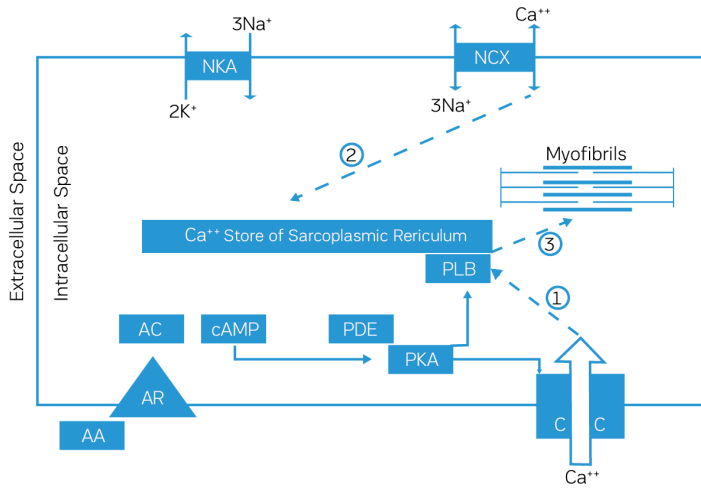 Ca⁺⁺
3Na⁺
NKA
NCX
2K⁺
3Na⁺
2
Myofibrils
Extracellular Space
Intracellular Space
Ca⁺⁺ Store of Sarcoplasmic Rericulum
3
PLB
1
AC
cAMP
PDE
PKA
AR
AA
C C
Ca⁺⁺